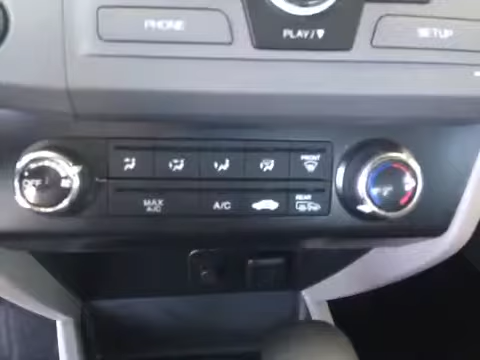 PHONE
PLAY/
SETUP
FRONT
OFF
MAX
A/C
A/C
REAR